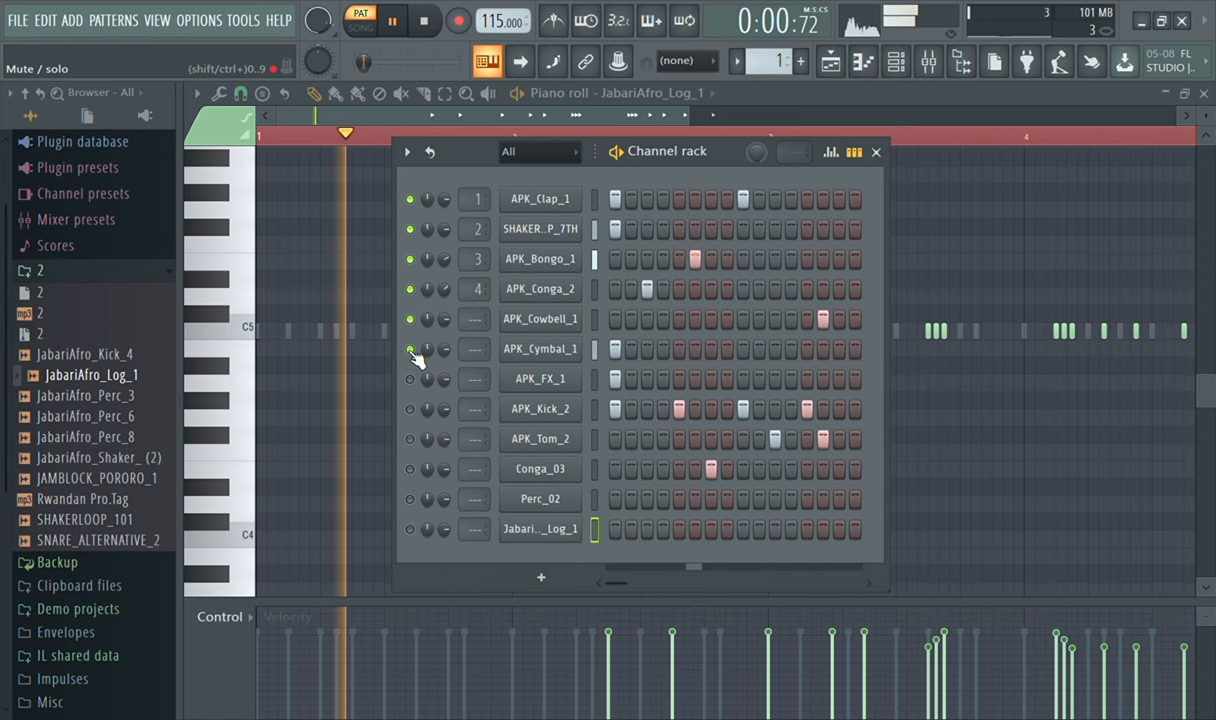 FILE EDIT ADD PATTERNS VIEW OPTIONS TOOLS HELP
PAT
SONG
115.000
3.2.
0:00:72
M:S:CS
3
101 MB
3
Mute / solo
(shift/ctrl+)0..9
(none)
1
05-08 FL
STUDIO |..
Browser - All
Piano roll - JabariAfro_Log_1
Plugin database
Plugin presets
Channel presets
Mixer presets
Scores
2
2
2
2
JabariAfro_Kick_4
JabariAfro_Log_1
JabariAfro_Perc_3
JabariAfro_Perc_6
JabariAfro_Perc_8
JabariAfro_Shaker_ (2)
JAMBLOCK_PORORO_1
Rwandan Pro.Tag
SHAKERLOOP_101
SNARE_ALTERNATIVE_2
Backup
Clipboard files
Demo projects
Envelopes
IL shared data
Impulses
Misc
1
4
C5
C4
All
Channel rack
1 APK_Clap_1
2 SHAKER..P_7TH
3 APK_Bongo_1
4 APK_Conga_2
--- APK_Cowbell_1
--- APK_Cymbal_1
--- APK_FX_1
--- APK_Kick_2
--- APK_Tom_2
--- Conga_03
--- Perc_02
--- Jabari.._Log_1
+
Control
Velocity